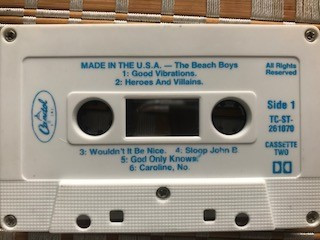 MADE IN THE U.S.A. — The Beach Boys
1: Good Vibrations.
2: Heroes And Villains.
All Rights
Reserved
Capitol
Side 1
TC-ST-
261070
3: Wouldn't It Be Nice. 4: Sloop John B
5: God Only Knows.
6: Caroline, No.
CASSETTE
TWO